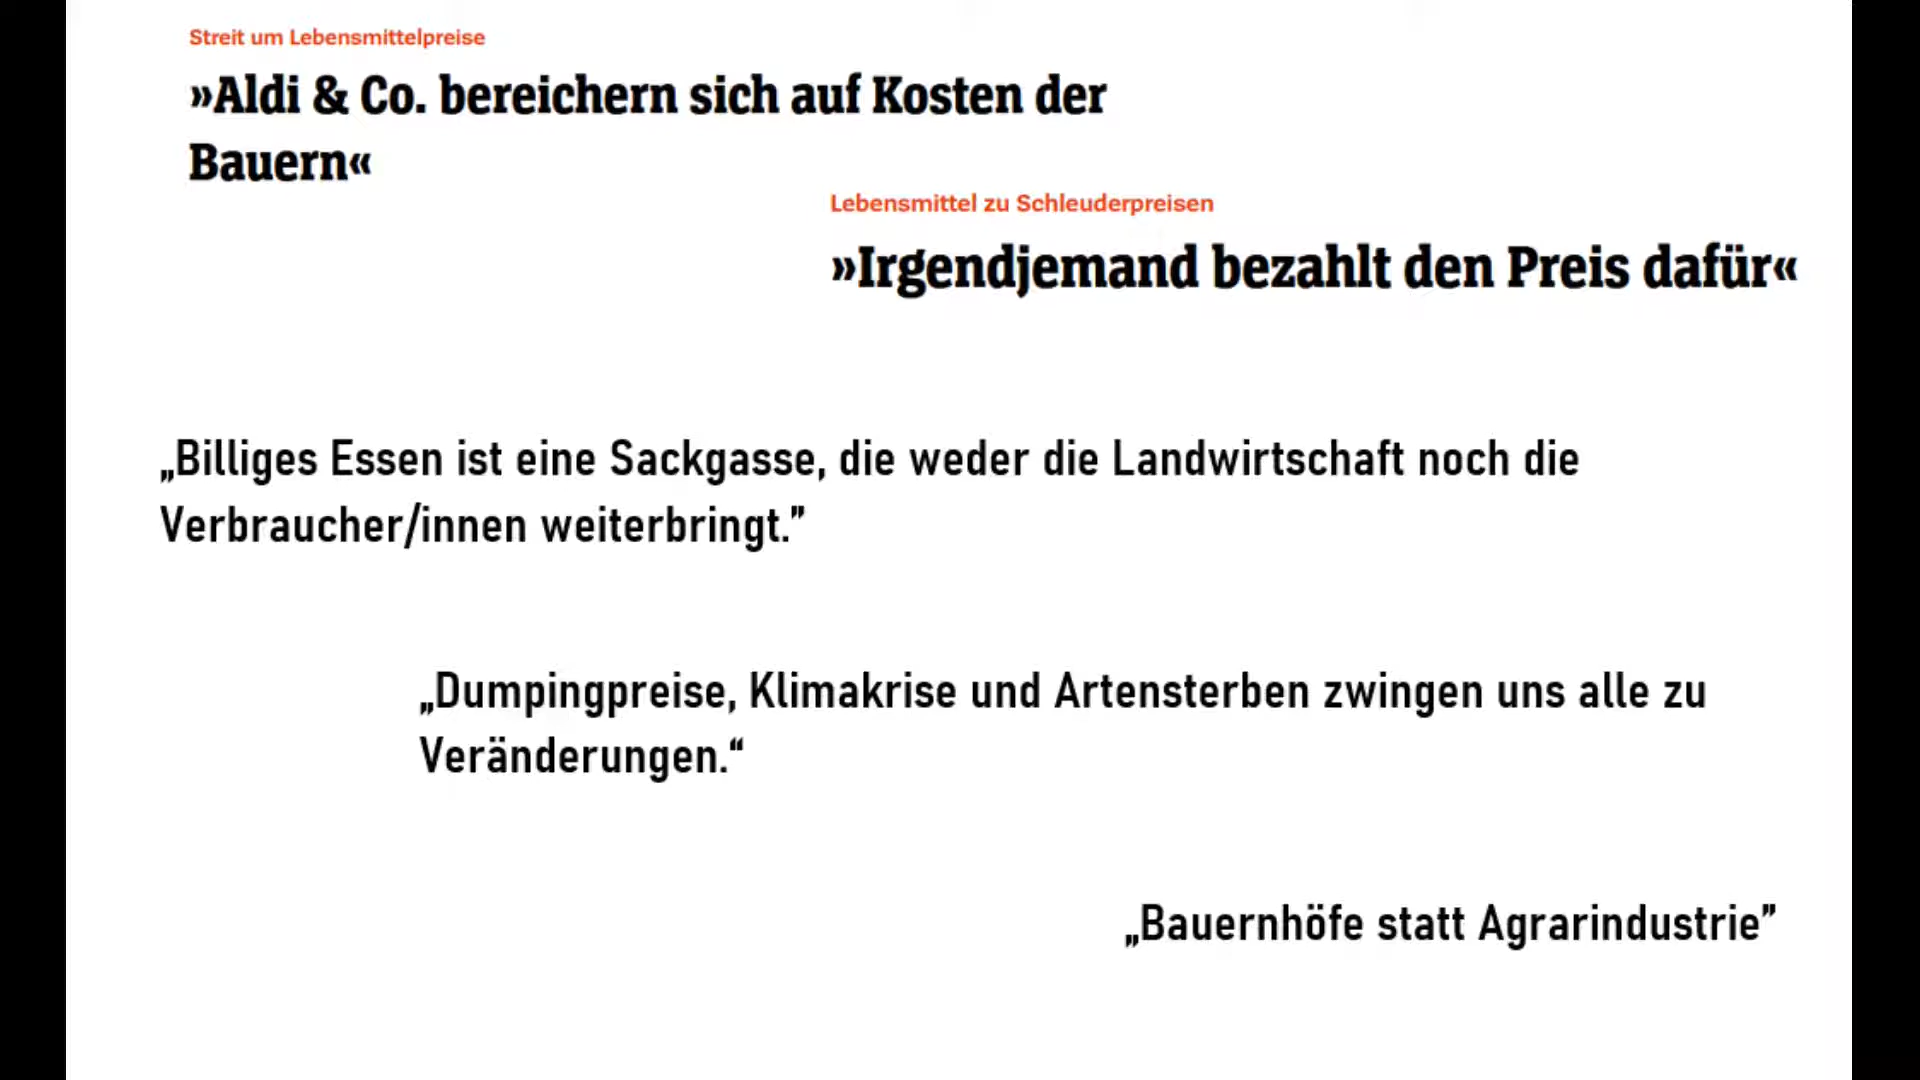 Streit um Lebensmittelpreise
»Aldi & Co. bereichern sich auf Kosten der
Bauern«
Lebensmittel zu Schleuderpreisen
»Irgendjemand bezahlt den Preis dafür«
„Billiges Essen ist eine Sackgasse, die weder die Landwirtschaft noch die
Verbraucher/innen weiterbringt.”
„Dumpingpreise, Klimakrise und Artensterben zwingen uns alle zu
Veränderungen.“
„Bauernhöfe statt Agrarindustrie”